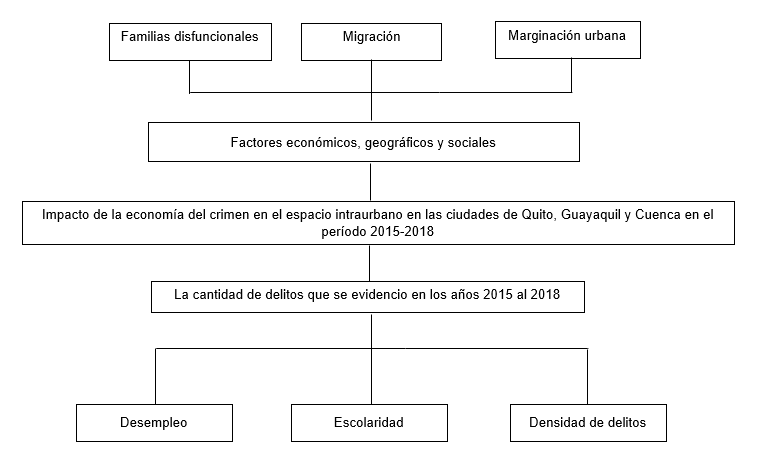 Familias disfuncionales
Migración
Marginación urbana
Factores económicos, geográficos y sociales
Impacto de la economía del crimen en el espacio intraurbano en las ciudades de Quito, Guayaquil y Cuenca en el
período 2015-2018
La cantidad de delitos que se evidencio en los años 2015 al 2018
Desempleo
Escolaridad
Densidad de delitos